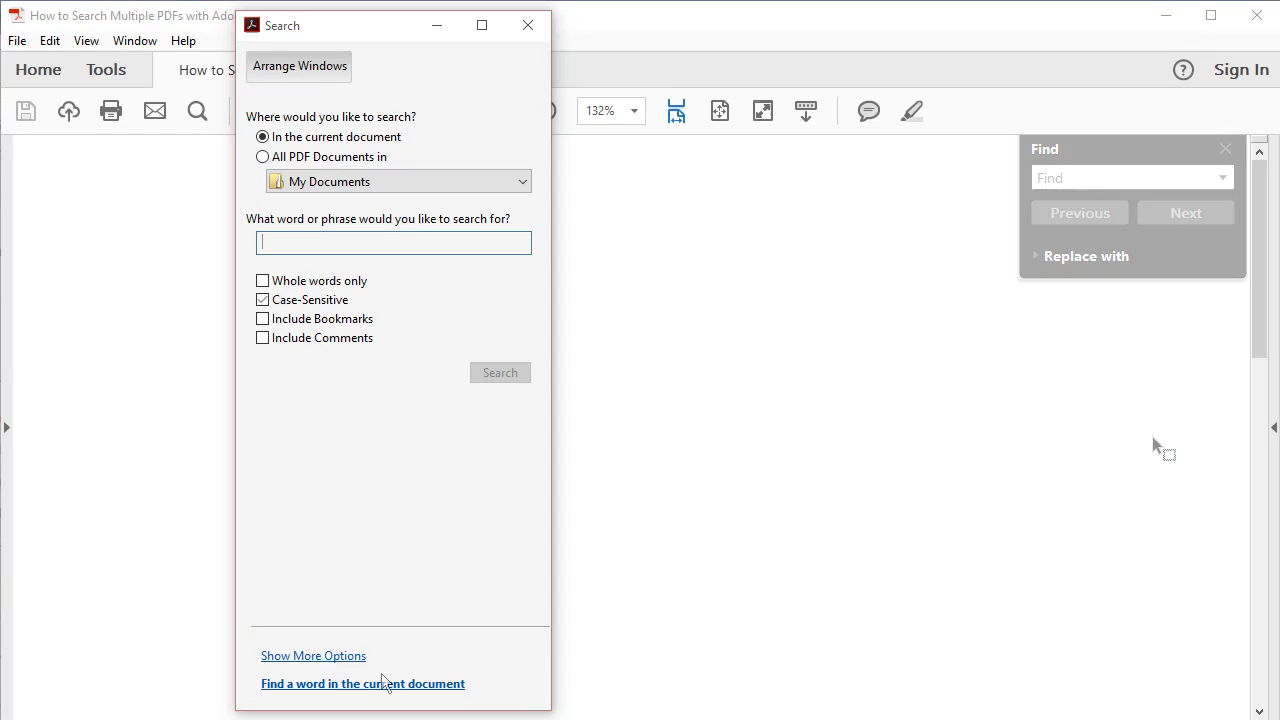 How to Search Multiple PDFs with Ado
Search
File Edit View Window Help
Home Tools How to S
Sign In
132%
Arrange Windows
Where would you like to search?
In the current document
All PDF Documents in
My Documents
What word or phrase would you like to search for?
Whole words only
Case-Sensitive
Include Bookmarks
Include Comments
Search
Show More Options
Find a word in the current document
Find
Find
Previous Next
Replace with